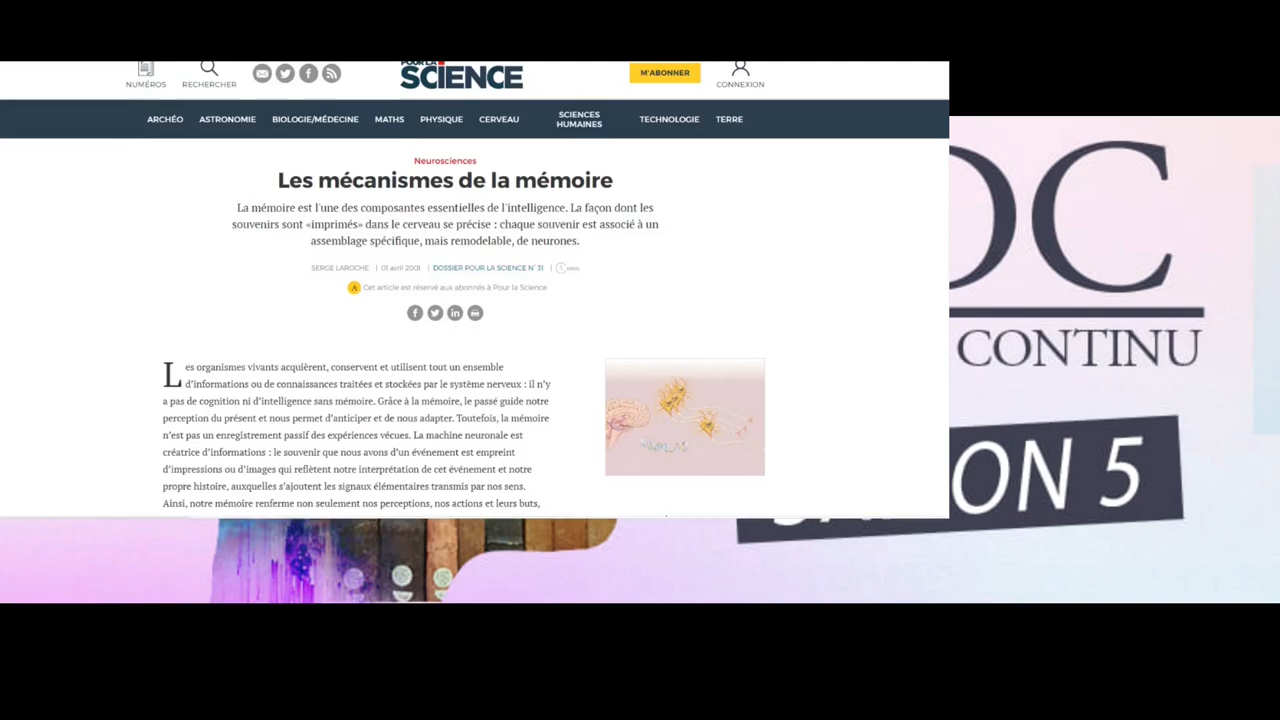 NUMÉROS
RECHERCHER
POUR LA
SCIENCE
M'ABONNER
CONNEXION
ARCHÉO
ASTRONOMIE
BIOLOGIE/MÉDECINE
MATHS
PHYSIQUE
CERVEAU
SCIENCES
HUMAINES
TECHNOLOGIE
TERRE
Neurosciences
Les mécanismes de la mémoire
La mémoire est l'une des composantes essentielles de l'intelligence. La façon dont les
souvenirs sont «imprimés» dans le cerveau se précise : chaque souvenir est associé à un
assemblage spécifique, mais remodelable, de neurones.
SERGE LAROCHE | 01 avril 2001 | DOSSIER POUR LA SCIENCE N° 31 |
A Cet article est réservé aux abonnés à Pour la Science
Les organismes vivants acquièrent, conservent et utilisent tout un ensemble
d'informations ou de connaissances traitées et stockées par le système nerveux : il n'y
a pas de cognition ni d'intelligence sans mémoire. Grâce à la mémoire, le passé guide notre
perception du présent et nous permet d'anticiper et de nous adapter. Toutefois, la mémoire
n'est pas un enregistrement passif des expériences vécues. La machine neuronale est
créatrice d'informations : le souvenir que nous avons d'un événement est empreint
d'impressions ou d'images qui reflètent notre interprétation de cet événement et notre
propre histoire, auxquelles s'ajoutent les signaux élémentaires transmis par nos sens.
Ainsi, notre mémoire renferme non seulement nos perceptions, nos actions et leurs buts,
OC
CONTINU
ON 5